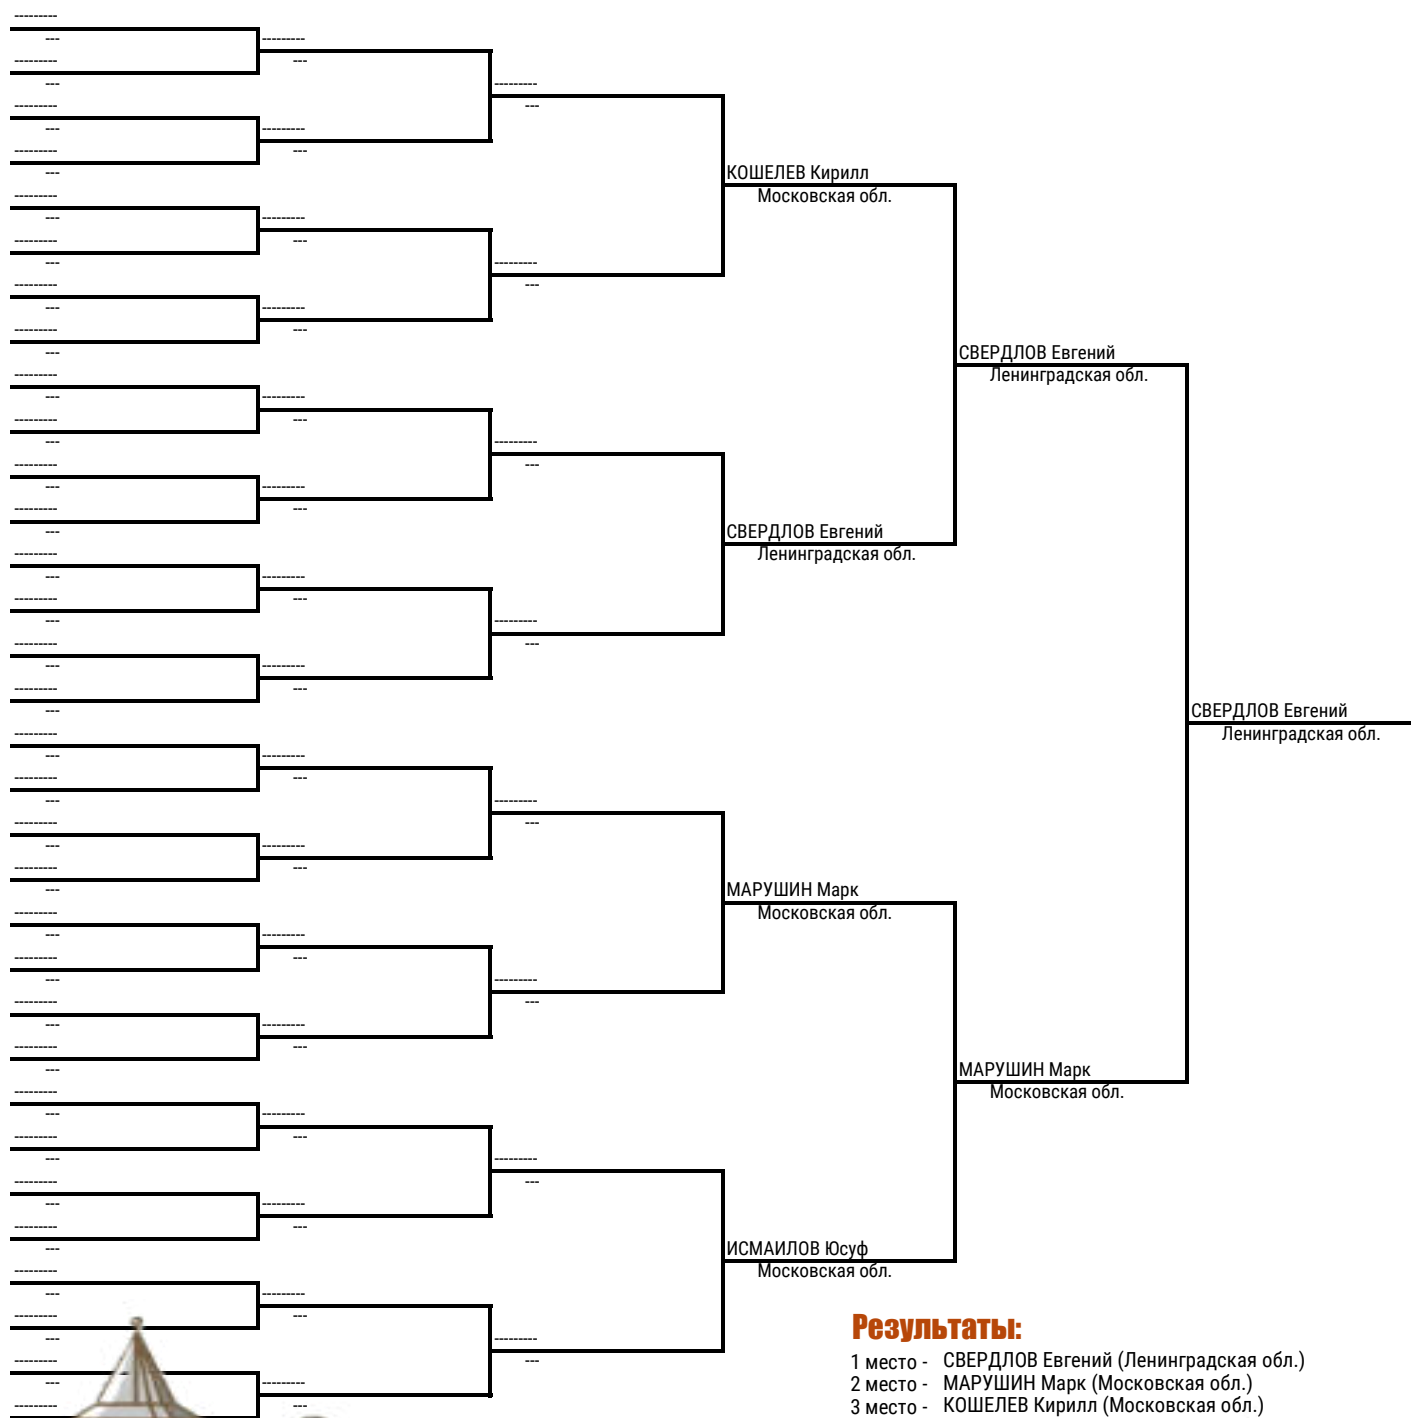 КОШЕЛЕВ Кирилл
Московская обл.
СВЕРДЛОВ Евгений
Ленинградская обл.
СВЕРДЛОВ Евгений
Ленинградская обл.
СВЕРДЛОВ Евгений
Ленинградская обл.
МАРУШИН Марк
Московская обл.
МАРУШИН Марк
Московская обл.
ИСМАИЛОВ Юсуф
Московская обл.
Результаты:
1 место - СВЕРДЛОВ Евгений (Ленинградская обл.)
2 место - МАРУШИН Марк (Московская обл.)
3 место - КОШЕЛЕВ Кирилл (Московская обл.)